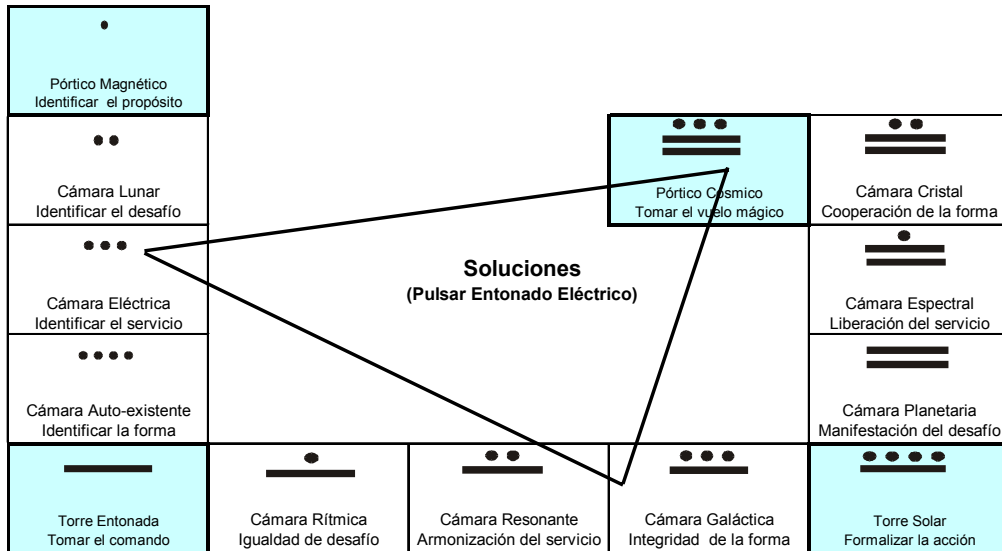 Pórtico Magnético
Identificar el propósito
Cámara Lunar
Identificar el desafío
Pórtico Cósmico
Tomar el vuelo mágico
Cámara Cristal
Cooperación de la forma
Cámara Eléctrica
Identificar el servicio
Soluciones
(Pulsar Entonado Eléctrico)
Cámara Espectral
Liberación del servicio
Cámara Auto-existente
Identificar la forma
Cámara Planetaria
Manifestación del desafío
Torre Entonada
Tomar el comando
Cámara Rítmica
Igualdad de desafío
Cámara Resonante
Armonización del servicio
Cámara Galáctica
Integridad de la forma
Torre Solar
Formalizar la acción